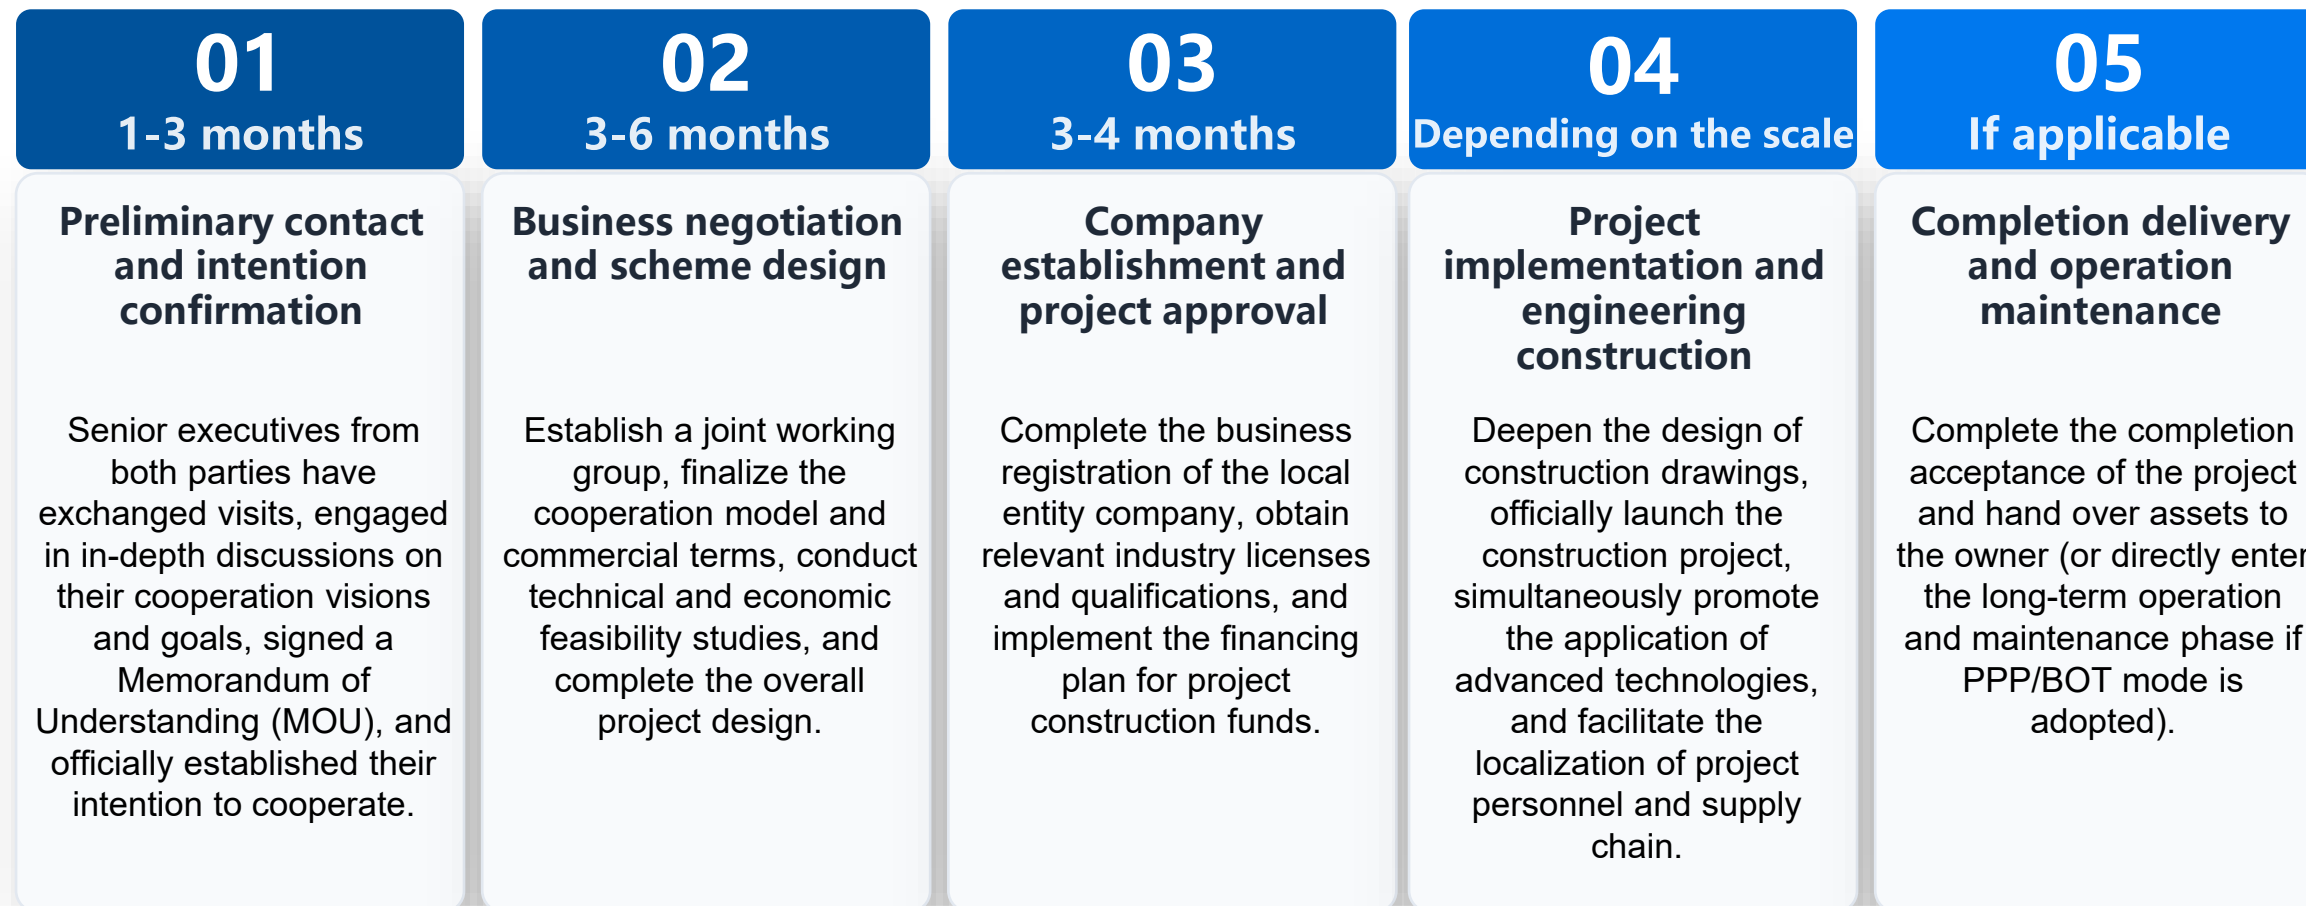 01
1-3 months
Preliminary contact
and intention
confirmation
Senior executives from
both parties have
exchanged visits, engaged
in in-depth discussions on
their cooperation visions
and goals, signed a
Memorandum of
Understanding (MOU), and
officially established their
intention to cooperate.
02
3-6 months
Business negotiation
and scheme design
Establish a joint working
group, finalize the
cooperation model and
commercial terms, conduct
technical and economic
feasibility studies, and
complete the overall
project design.
03
3-4 months
Company
establishment and
project approval
Complete the business
registration of the local
entity company, obtain
relevant industry licenses
and qualifications, and
implement the financing
plan for project
construction funds.
04
Depending on the scale
Project
implementation and
engineering
construction
Deepen the design of
construction drawings,
officially launch the
construction project,
simultaneously promote
the application of
advanced technologies,
and facilitate the
localization of project
personnel and supply
chain.
05
If applicable
Completion delivery
and operation
maintenance
Complete the completion
acceptance of the project
and hand over assets to
the owner (or directly enter
the long-term operation
and maintenance phase if
PPP/BOT mode is
adopted).